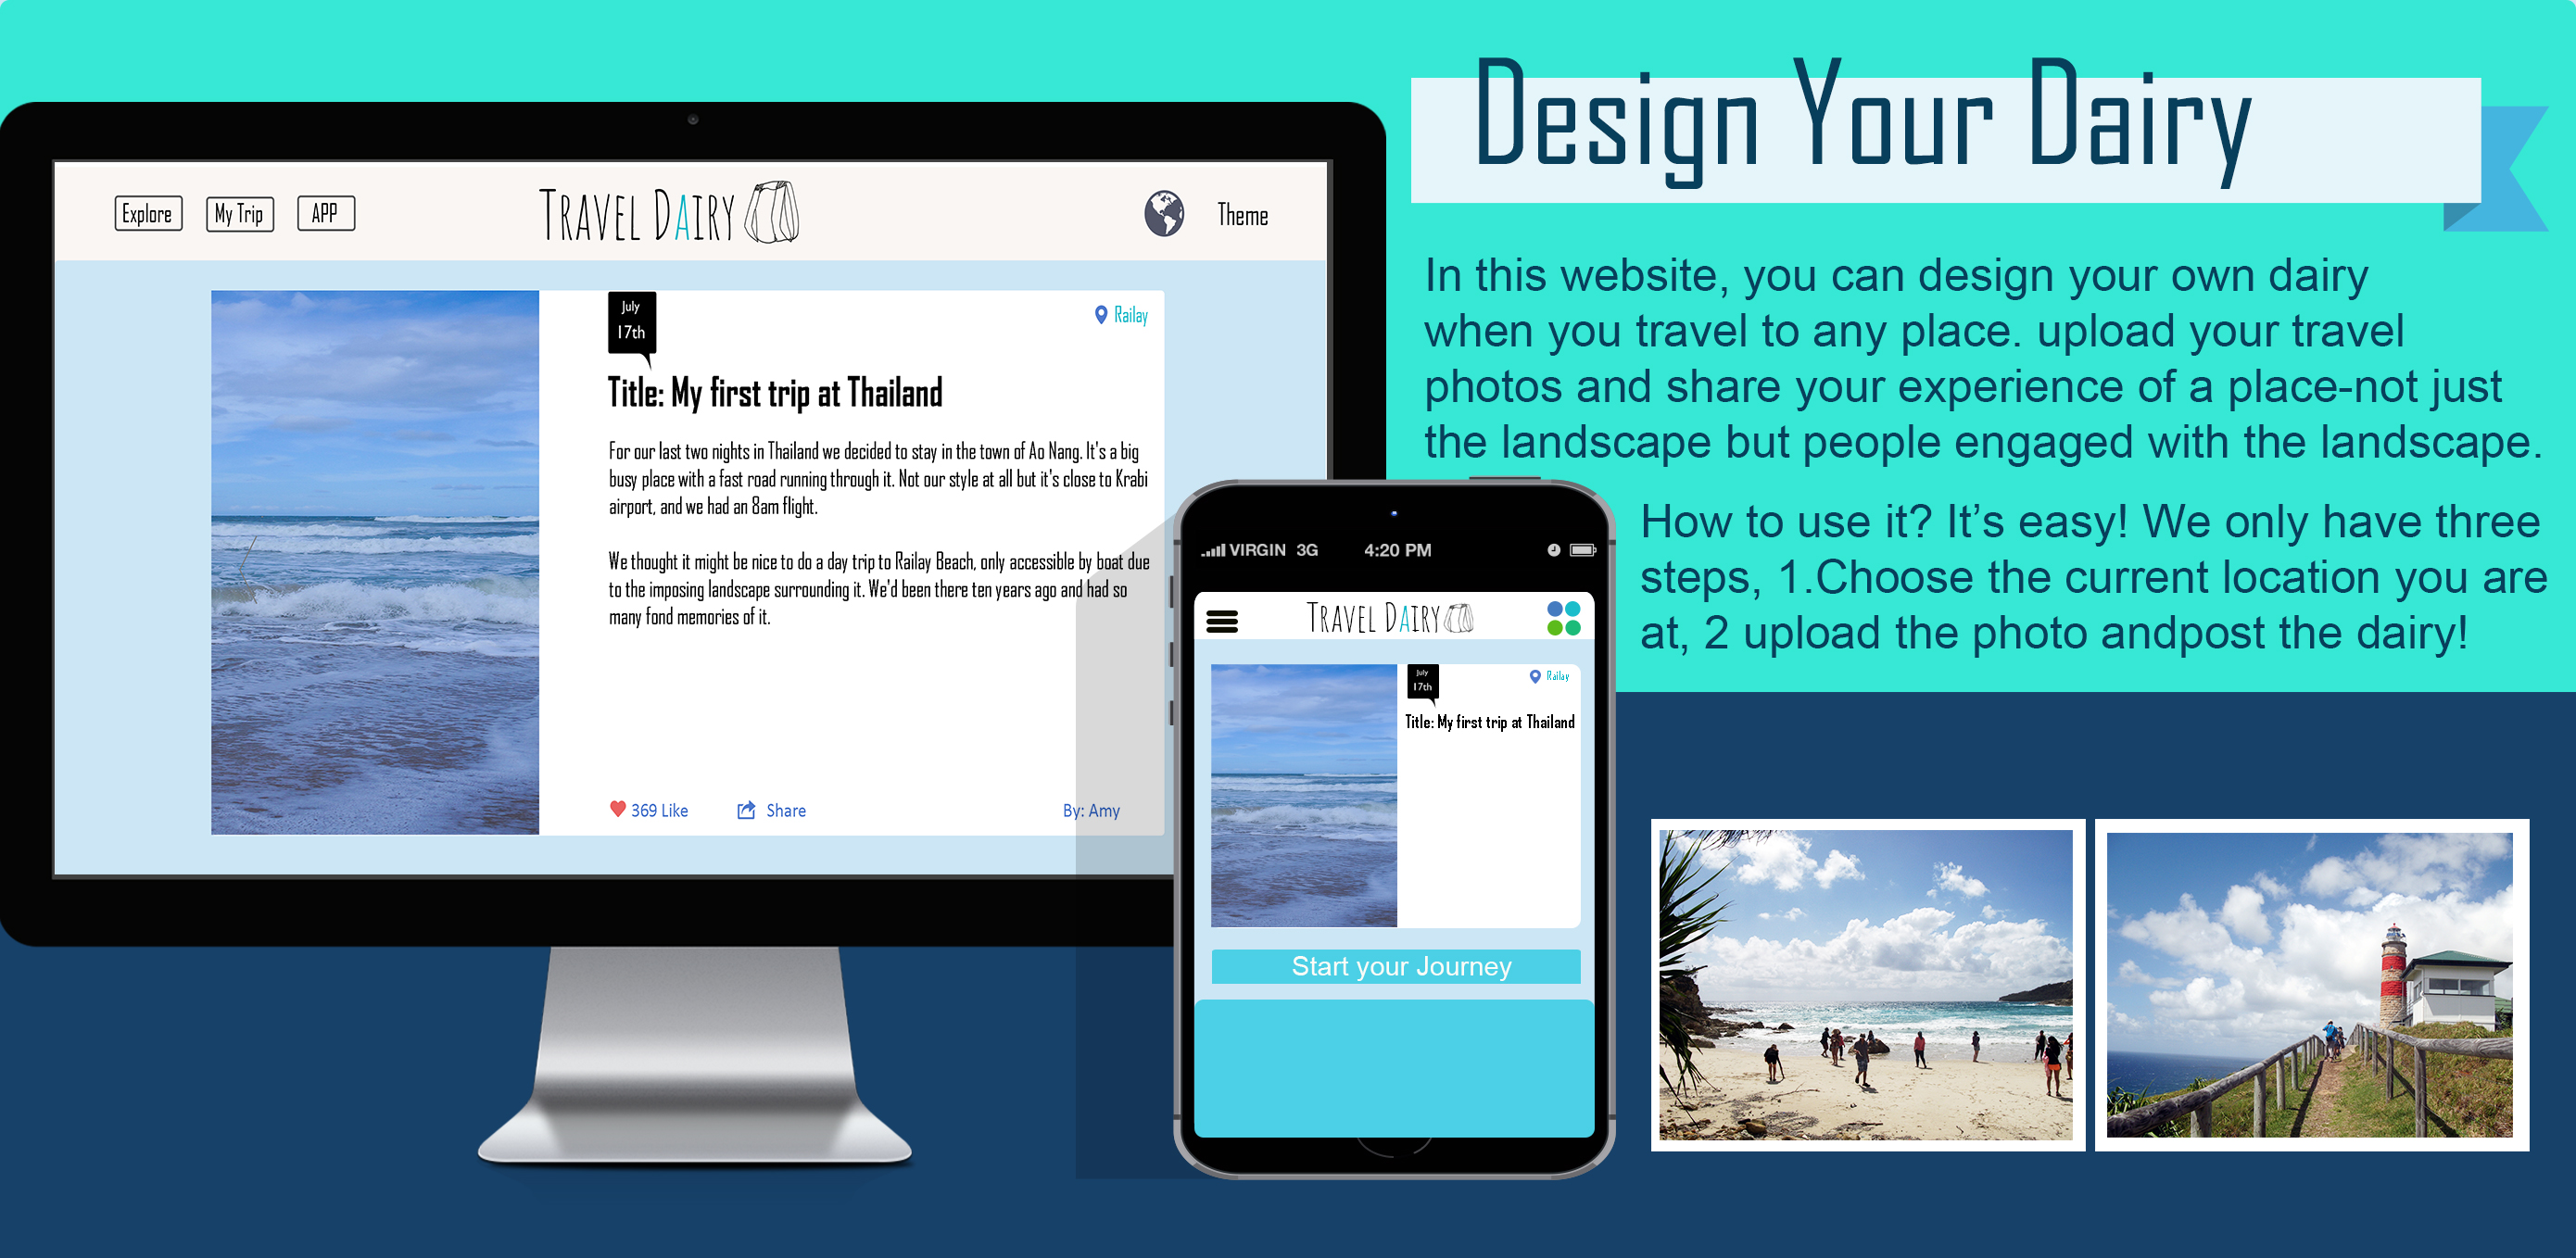 Design Your Dairy
Explore
My Trip
APP
TRAVEL DAIRY
Theme
July
17th
Railay
Title: My first trip at Thailand
For our last two nights in Thailand we decided to stay in the town of Ao Nang. It's a big
busy place with a fast road running through it. Not our style at all but it's close to Krabi
airport, and we had an 8am flight.
We thought it might be nice to do a day trip to Railay Beach, only accessible by boat due
to the imposing landscape surrounding it. We'd been there ten years ago and had so
many fond memories of it.
369 Like
Share
By: Amy
In this website, you can design your own dairy
when you travel to any place. upload your travel
photos and share your experience of a place-not just
the landscape but people engaged with the landscape.
How to use it? It’s easy! We only have three
steps, 1.Choose the current location you are
at, 2 upload the photo andpost the dairy!
VIRGIN 3G 4:20 PM
TRAVEL DAIRY
July
17th
Railay
Title: My first trip at Thailand
Start your Journey